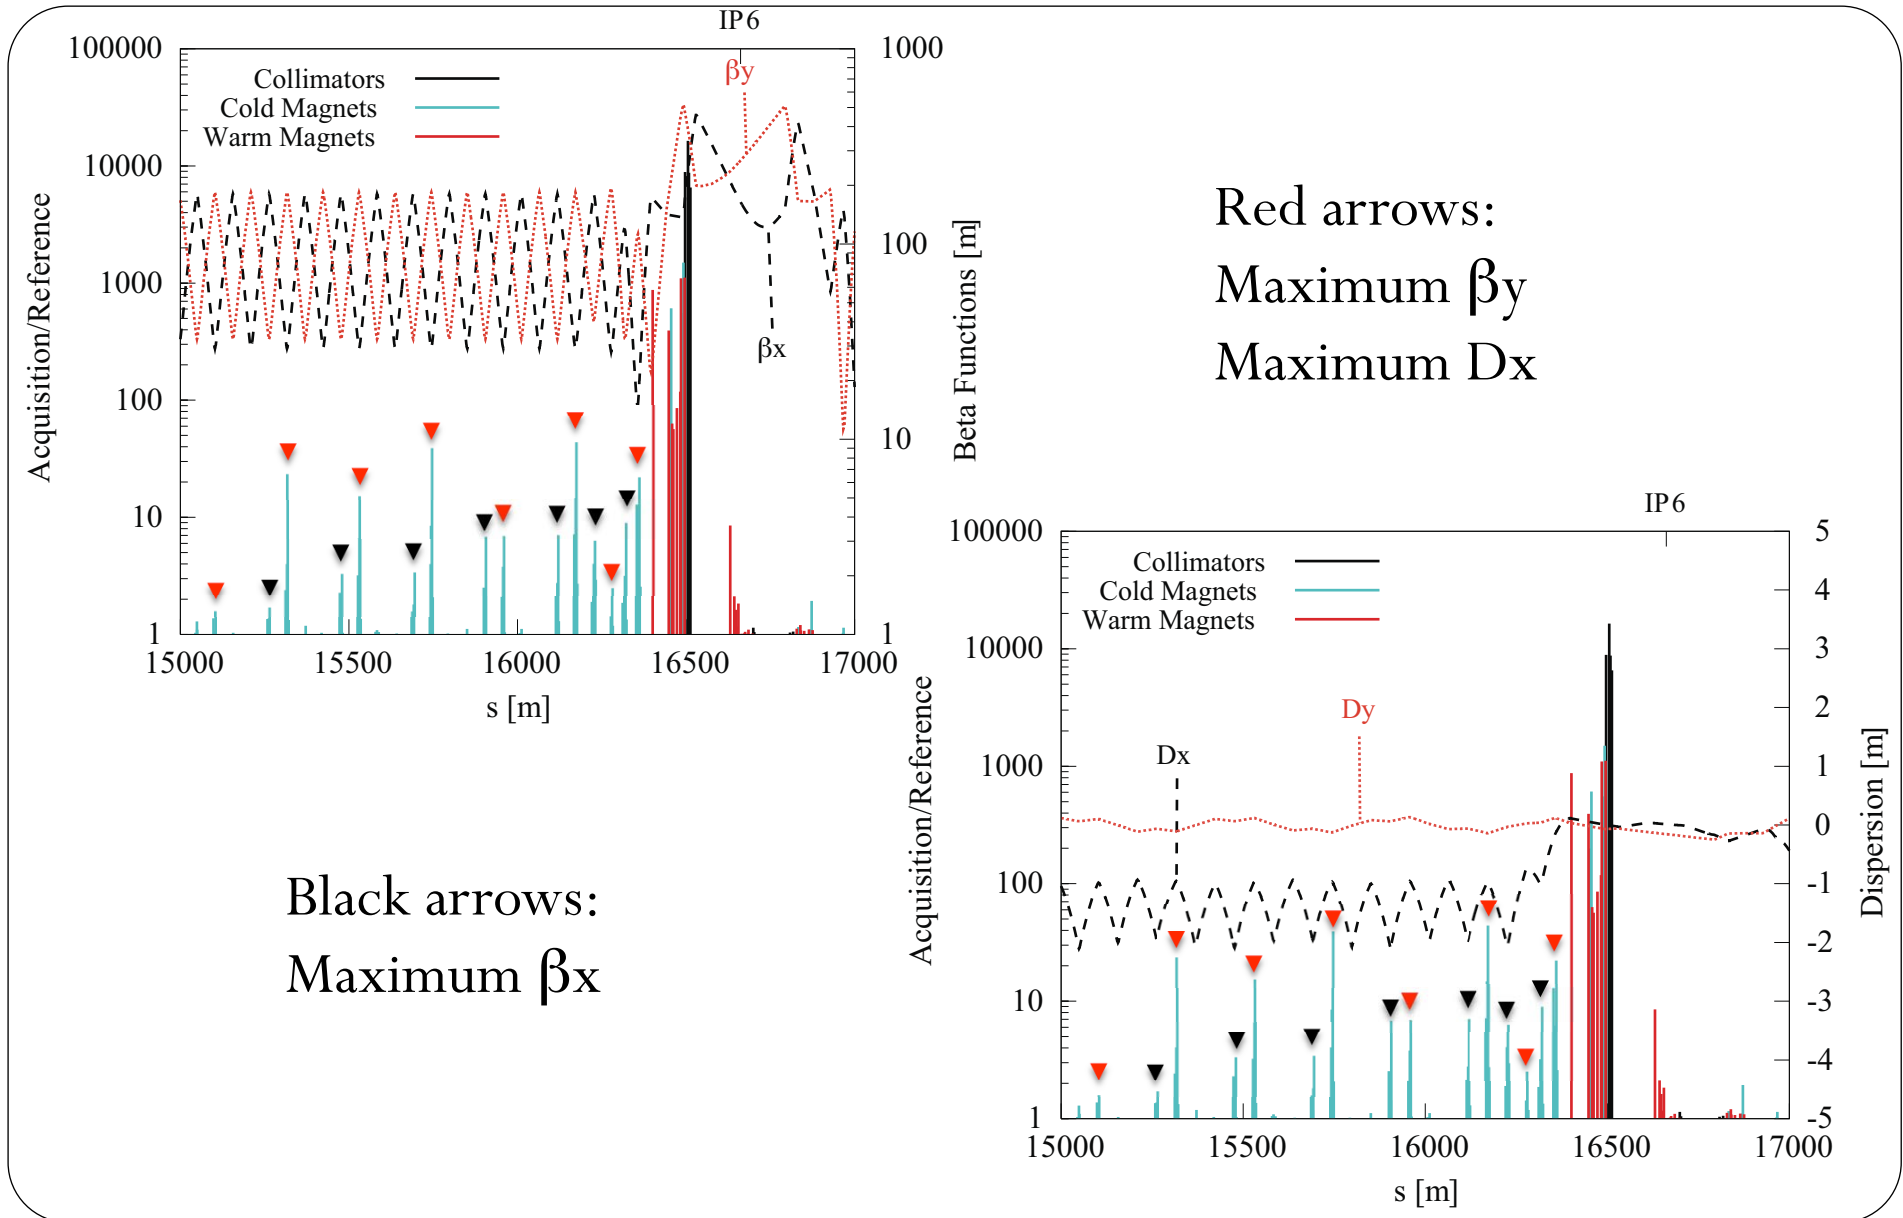 IP6
100000
10000
1000
100
10
1
1000
100
10
1
Collimators
Cold Magnets
Warm Magnets
βy
βx
Acquisition/Reference
Beta Functions [m]
15000 15500 16000 16500 17000
s [m]
Red arrows:
Maximum βy
Maximum Dx
Black arrows:
Maximum βx
IP6
100000
10000
1000
100
10
1
5
4
3
2
1
0
-1
-2
-3
-4
-5
Collimators
Cold Magnets
Warm Magnets
Dy
Dx
Acquisition/Reference
Dispersion [m]
15000 15500 16000 16500 17000
s [m]